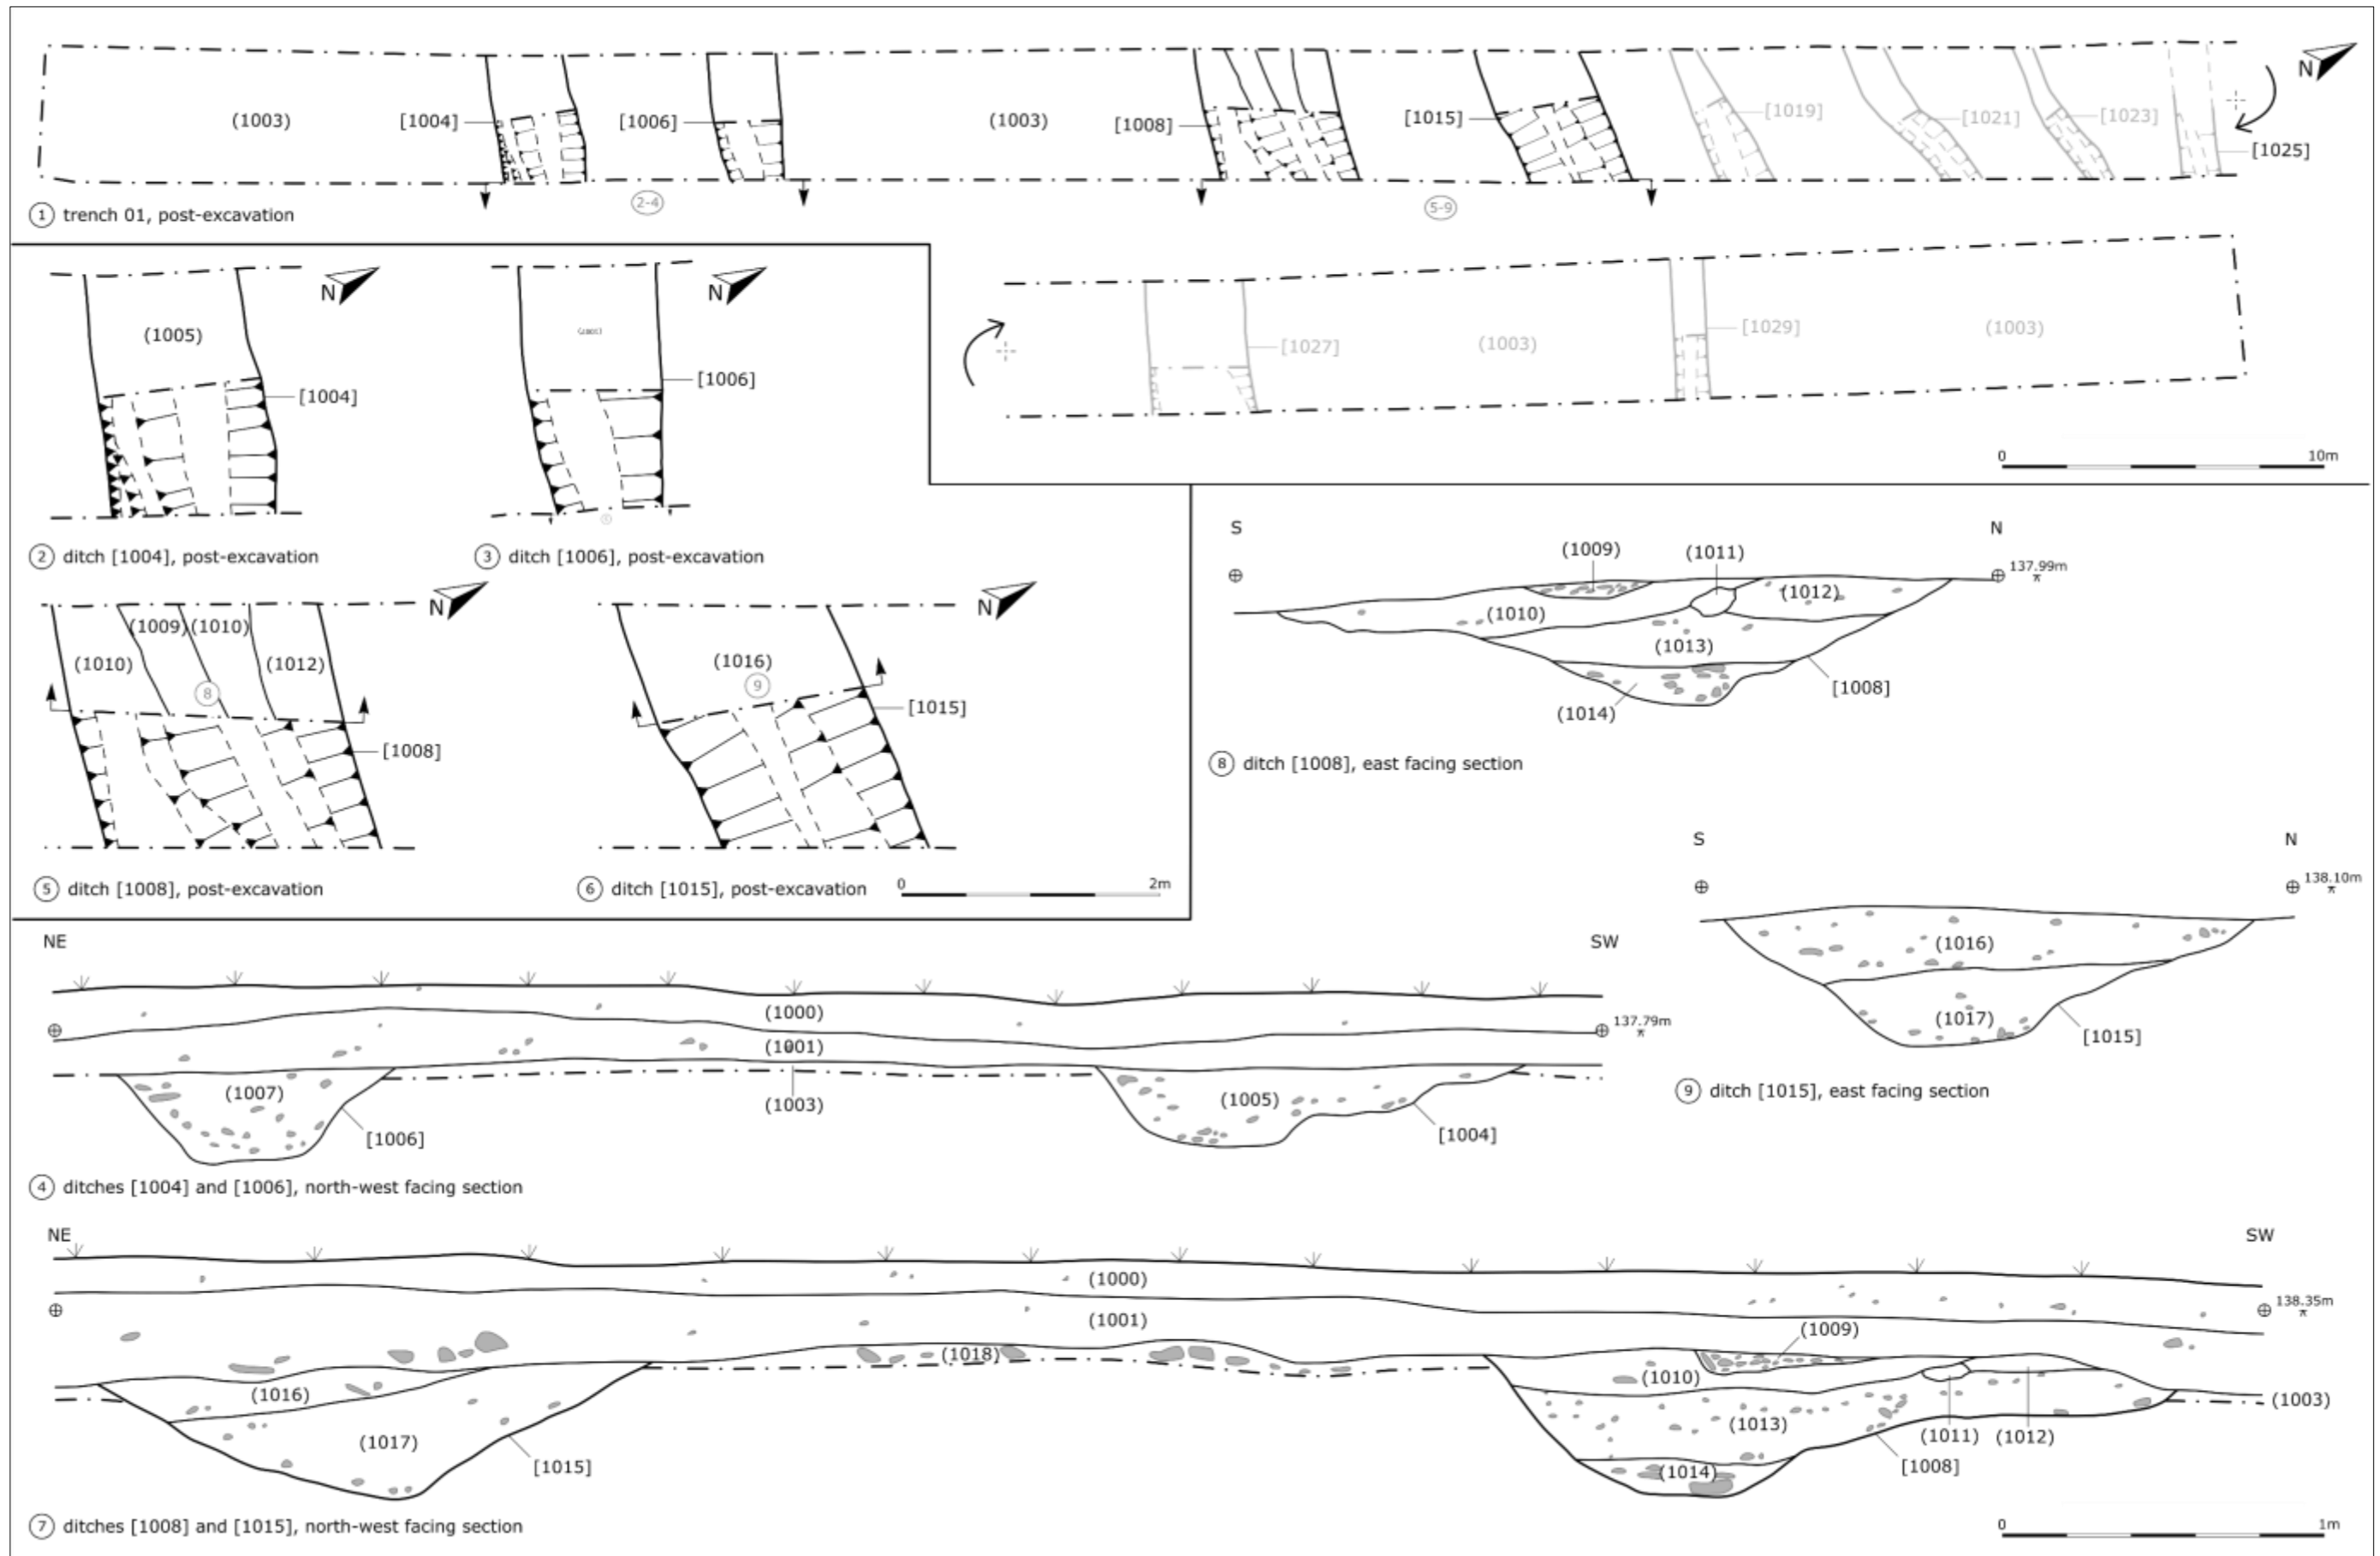 (1003)
[1004]
[1006]
(1003)
[1008]
[1015]
[1019]
[1021]
[1023]
[1025]
N
2-4
5-9
1 trench 01, post-excavation
[1027]
(1003)
[1029]
(1003)
0 10m
N
(1005)
[1004]
2 ditch [1004], post-excavation
N
[1006]
3 ditch [1006], post-excavation
N
(1009) (1010)
(1010)
(1012)
8
[1008]
5 ditch [1008], post-excavation
N
(1016)
9
[1015]
6 ditch [1015], post-excavation
0 2m
S N
137.99m
(1009)
(1011)
(1012)
(1010)
(1013)
[1008]
(1014)
8 ditch [1008], east facing section
S N
138.10m
(1016)
(1017)
[1015]
9 ditch [1015], east facing section
NE SW
(1000)
137.79m
(1001)
(1007)
(1005)
(1003)
[1006]
[1004]
4 ditches [1004] and [1006], north-west facing section
NE SW
(1000)
138.35m
(1001)
(1009)
(1018)
(1010)
(1016)
(1003)
(1013)
(1011) (1012)
(1017)
[1015]
[1008]
(1014)
7 ditches [1008] and [1015], north-west facing section
0 1m